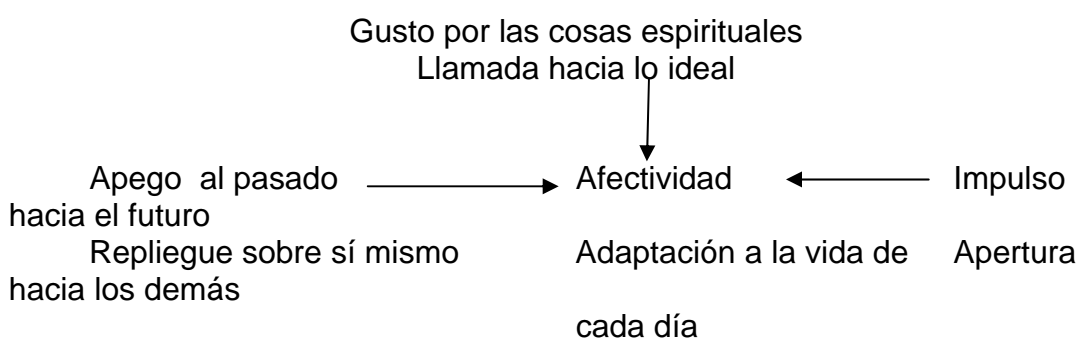 Gusto por las cosas espirituales
Llamada hacia lo ideal
Apego al pasado Afectividad Impulso
hacia el futuro
Repliegue sobre sí mismo Adaptación a la vida de Apertura
hacia los demás
cada día